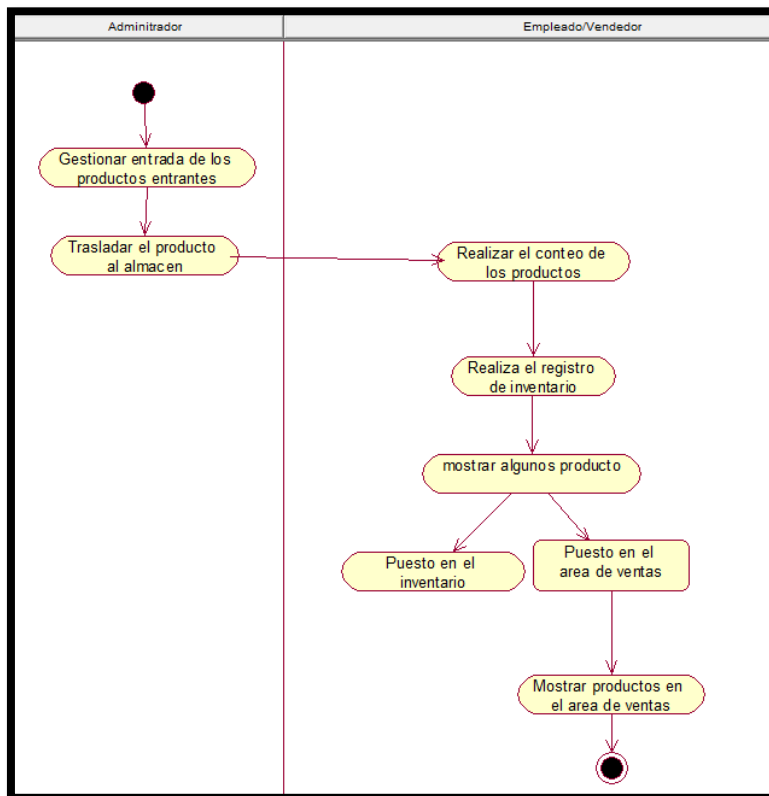 Adminitrador
Empleado/Vendedor
Gestionar entrada de los
productos entrantes
Trasladar el producto
al almacen
Realizar el conteo de
los productos
Realiza el registro
de inventario
mostrar algunos producto
Puesto en el
inventario
Puesto en el
area de ventas
Mostrar productos en
el area de ventas